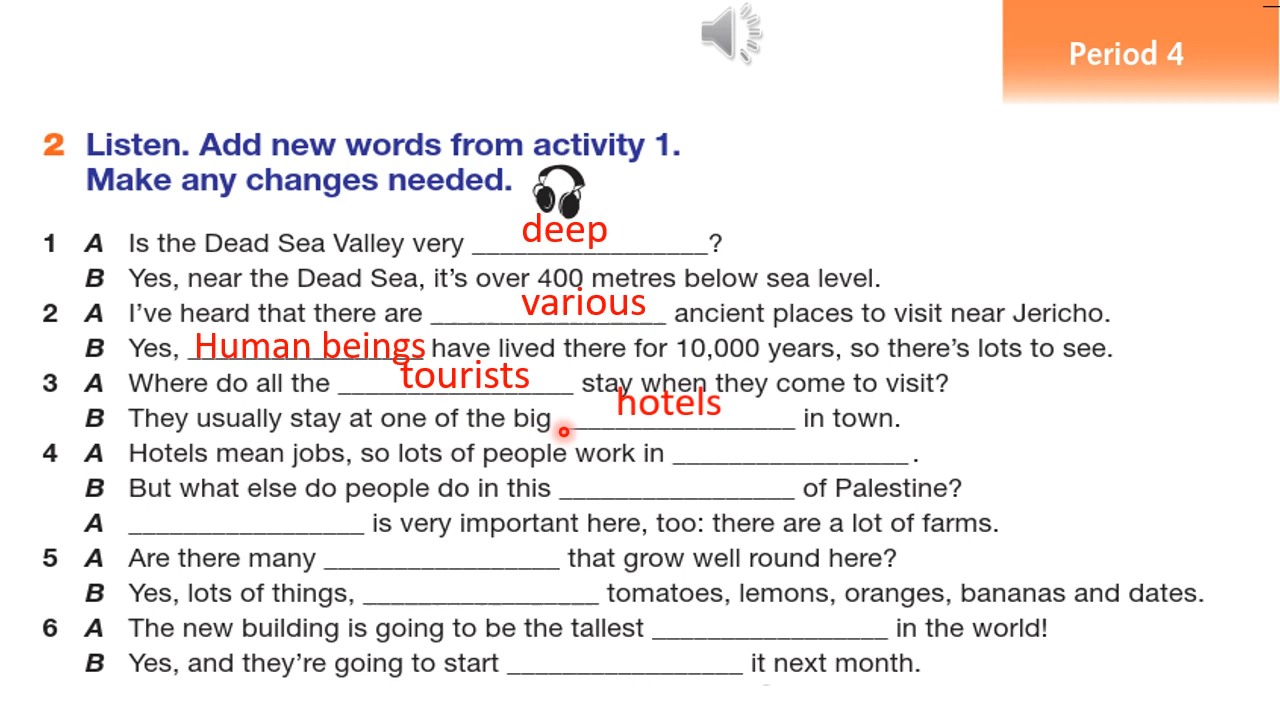 Period 4
2 Listen. Add new words from activity 1.
Make any changes needed.
1 A Is the Dead Sea Valley very deep ?
B Yes, near the Dead Sea, it's over 400 metres below sea level.
2 A I've heard that there are various ancient places to visit near Jericho.
B Yes, Human beings have lived there for 10,000 years, so there's lots to see.
3 A Where do all the tourists stay when they come to visit?
B They usually stay at one of the big hotels in town.
4 A Hotels mean jobs, so lots of people work in _________________.
B But what else do people do in this _________________ of Palestine?
A _________________ is very important here, too: there are a lot of farms.
5 A Are there many _________________ that grow well round here?
B Yes, lots of things, _________________ tomatoes, lemons, oranges, bananas and dates.
6 A The new building is going to be the tallest _________________ in the world!
B Yes, and they're going to start _________________ it next month.